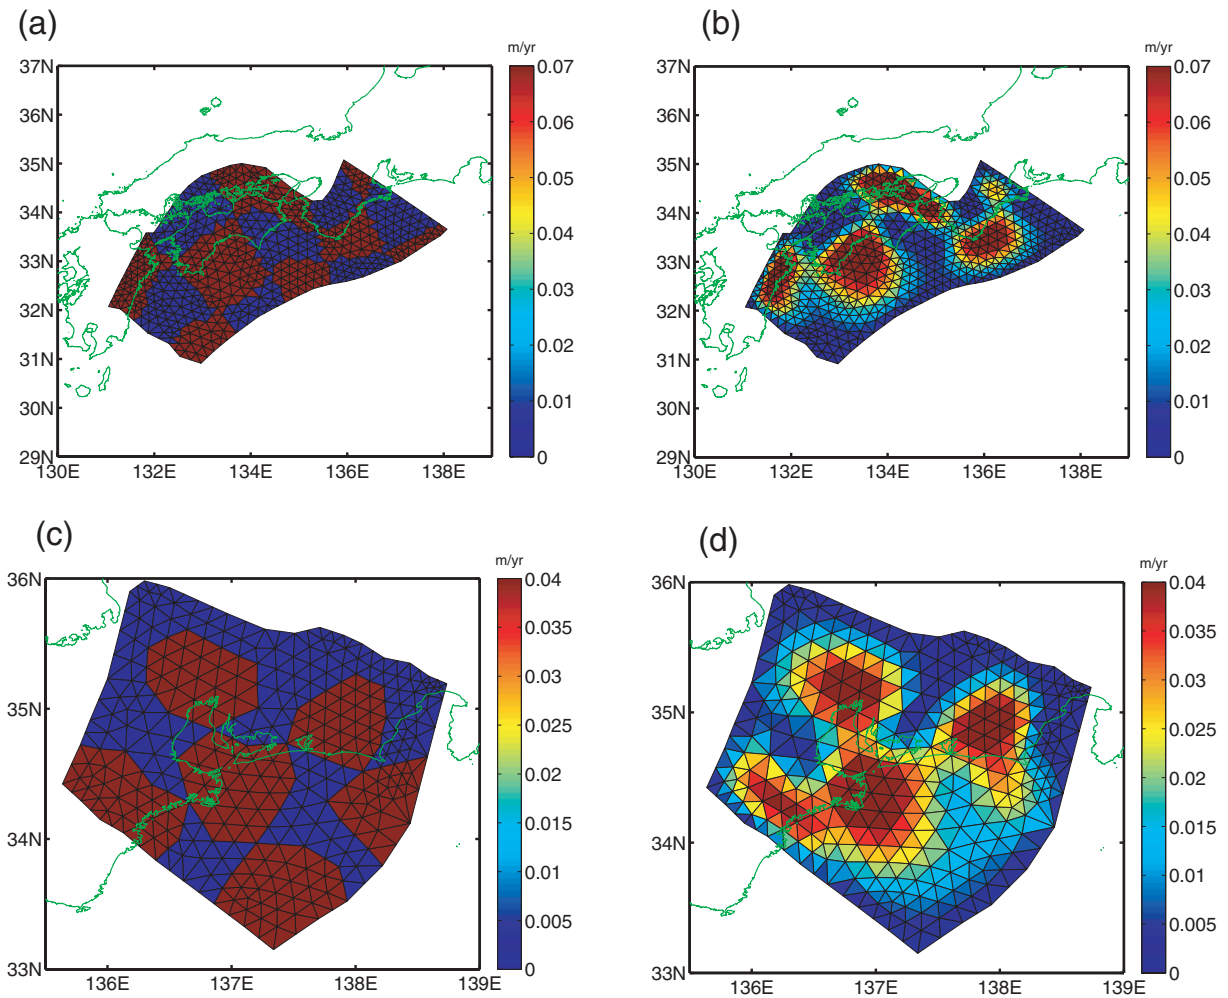 (a)
m/yr
37N
36N
35N
34N
33N
32N
31N
30N
29N
130E 132E 134E 136E 138E
0.07
0.06
0.05
0.04
0.03
0.02
0.01
0
(b)
m/yr
37N
36N
35N
34N
33N
32N
31N
30N
29N
130E 132E 134E 136E 138E
0.07
0.06
0.05
0.04
0.03
0.02
0.01
0
(c)
m/yr
36N
35N
34N
33N
136E 137E 138E 139E
0.04
0.035
0.03
0.025
0.02
0.015
0.01
0.005
0
(d)
m/yr
36N
35N
34N
33N
136E 137E 138E 139E
0.04
0.035
0.03
0.025
0.02
0.015
0.01
0.005
0